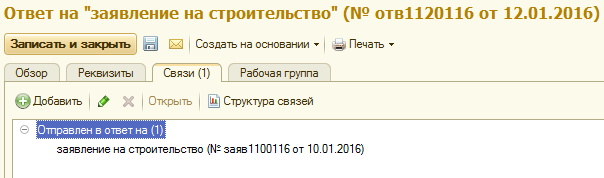 Ответ на "заявление на строительство" (№ отв1120116 от 12.01.2016)
Записать и закрыть Создать на основании Печать
Обзор Реквизиты Связи (1) Рабочая группа
Добавить Открыть Структура связей
Отправлен в ответ на (1)
заявление на строительство (№ заяв1100116 от 10.01.2016)